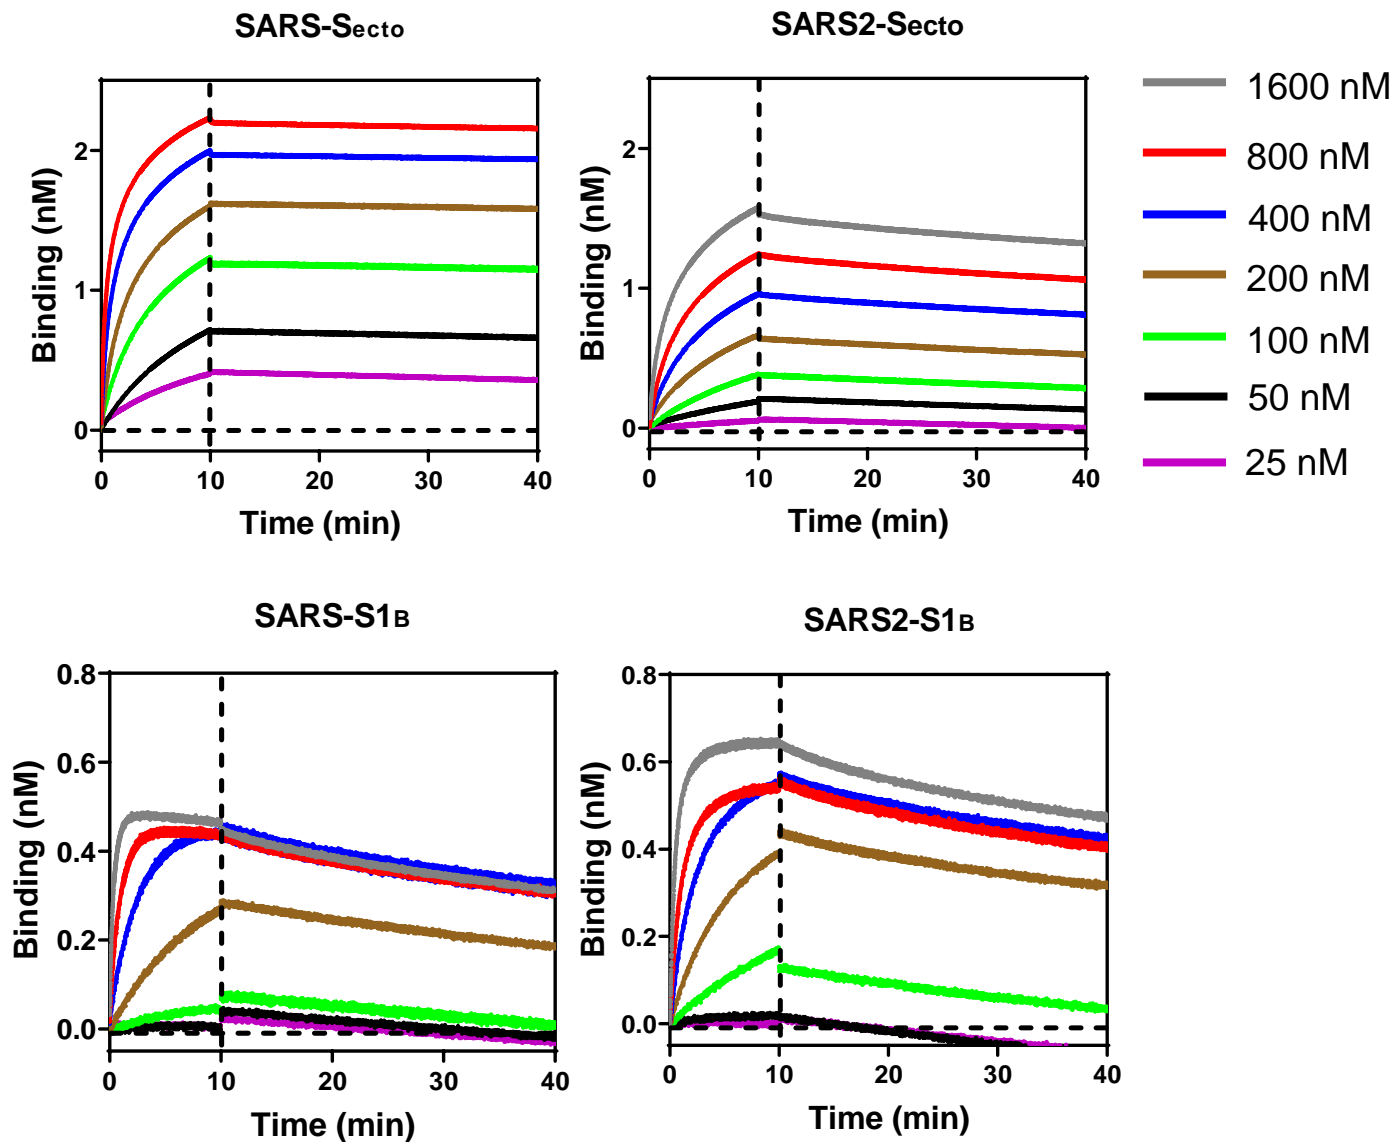 SARS-Secto
2
1
0
Binding (nM)
0 10 20 30 40
Time (min)
SARS2-Secto
2
1
0
Binding (nM)
0 10 20 30 40
Time (min)
1600 nM
800 nM
400 nM
200 nM
100 nM
50 nM
25 nM
SARS-S1B
0.8
0.6
0.4
0.2
0.0
Binding (nM)
0 10 20 30 40
Time (min)
SARS2-S1B
0.8
0.6
0.4
0.2
0.0
Binding (nM)
0 10 20 30 40
Time (min)